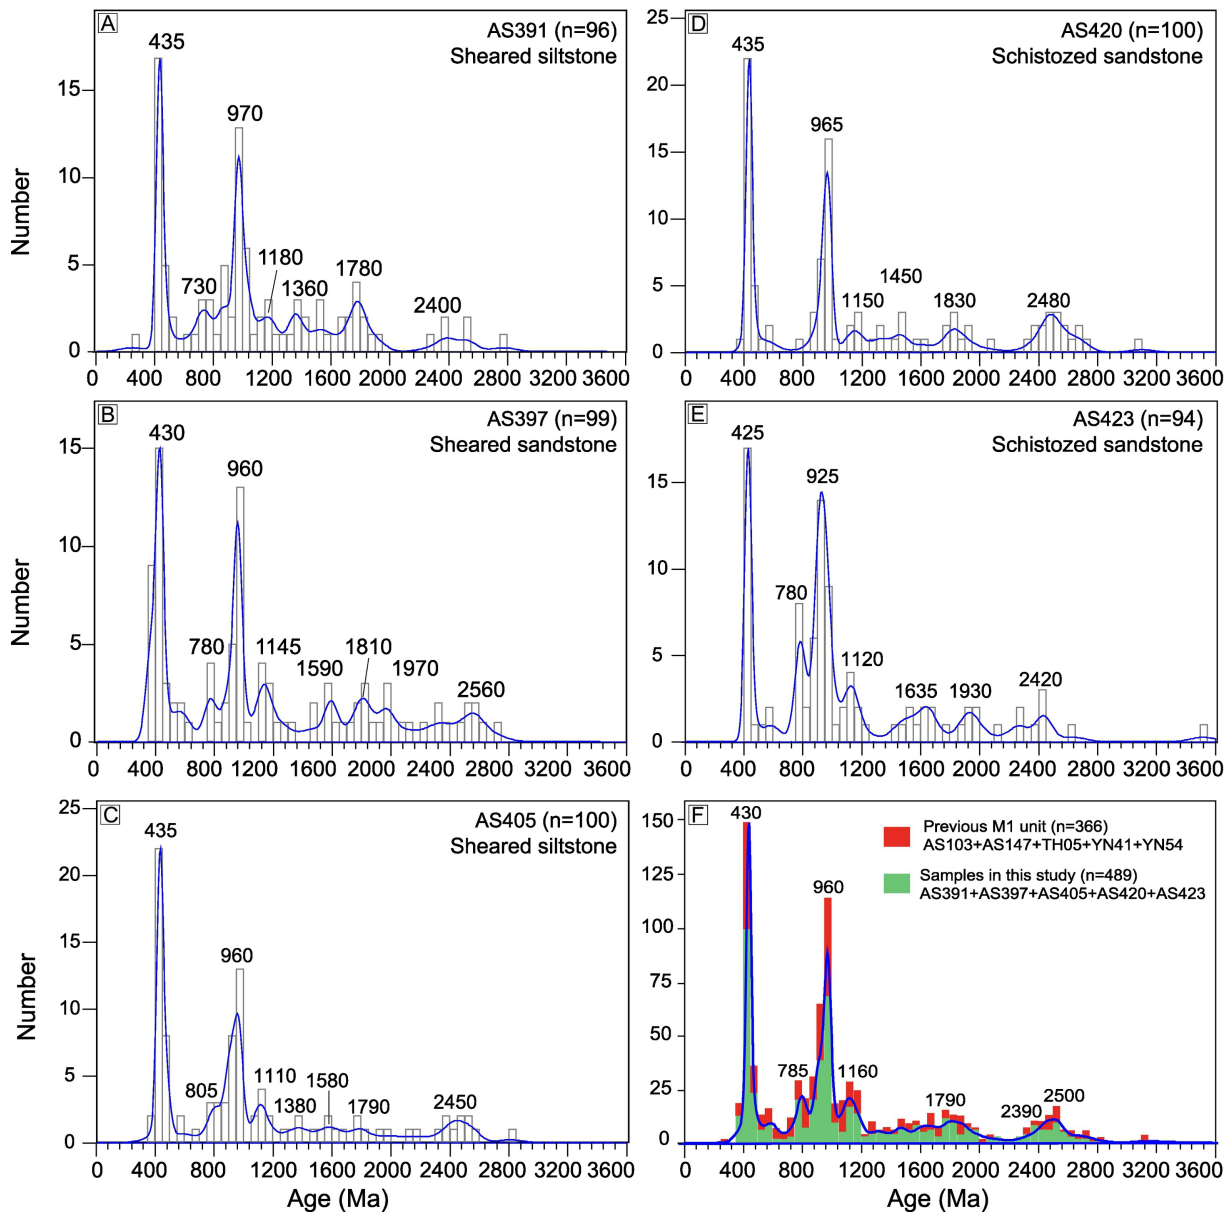 A
AS391 (n=96)
Sheared siltstone
435
970
730
1180
1360
1780
2400
15
10
5
0
Number
0 400 800 1200 1600 2000 2400 2800 3200 3600
D
AS420 (n=100)
Schistozed sandstone
435
965
1150
1450
1830
2480
25
20
15
10
5
0
0 400 800 1200 1600 2000 2400 2800 3200 3600
B
AS397 (n=99)
Sheared sandstone
430
960
780
1145
1590
1810
1970
2560
15
10
5
0
Number
0 400 800 1200 1600 2000 2400 2800 3200 3600
E
AS423 (n=94)
Schistozed sandstone
425
925
780
1120
1635
1930
2420
15
10
5
0
0 400 800 1200 1600 2000 2400 2800 3200 3600
C
AS405 (n=100)
Sheared siltstone
435
960
805
1110
1380
1580
1790
2450
25
20
15
10
5
0
Number
0 400 800 1200 1600 2000 2400 2800 3200 3600
Age (Ma)
F
430
Previous M1 unit (n=366)
AS103+AS147+TH05+YN41+YN54
Samples in this study (n=489)
AS391+AS397+AS405+AS420+AS423
960
785
1160
1790
2390
2500
150
125
100
75
50
25
0
0 400 800 1200 1600 2000 2400 2800 3200 3600
Age (Ma)